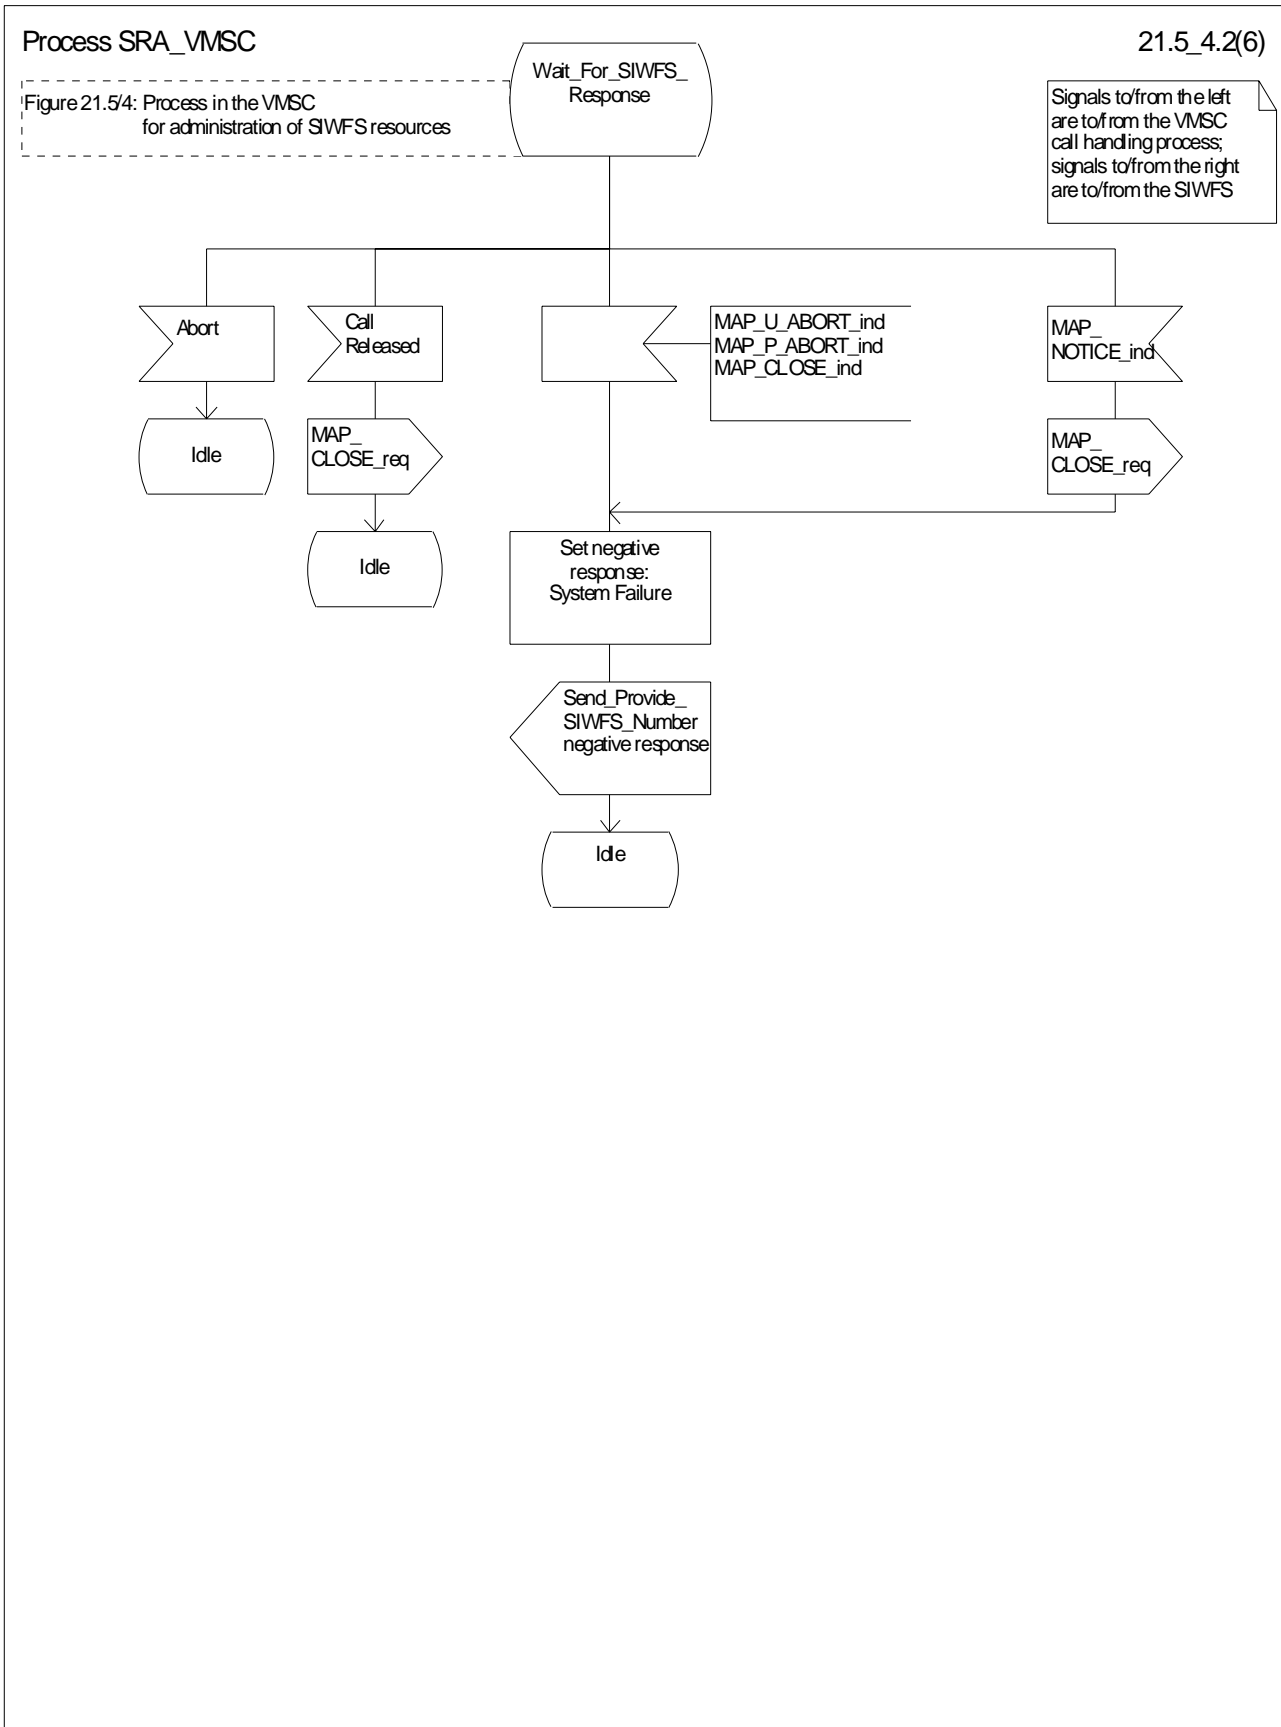 Process SRA_VMSC
21.5_4.2(6)
Figure 21.5/4: Process in the VMSC
for administration of SIWFS resources
Wait_For_SIWFS_
Response
Signals to/from the left
are to/from the VMSC
call handling process;
signals to/from the right
are to/from the SIWFS
Abort
Call
Released
MAP_U_ABORT_ind
MAP_P_ABORT_ind
MAP_CLOSE_ind
MAP_
NOTICE_ind
Idle
MAP_
CLOSE_req
MAP_
CLOSE_req
Idle
Set negative
response:
System Failure
Send_Provide_
SIWFS_Number
negative response
Idle